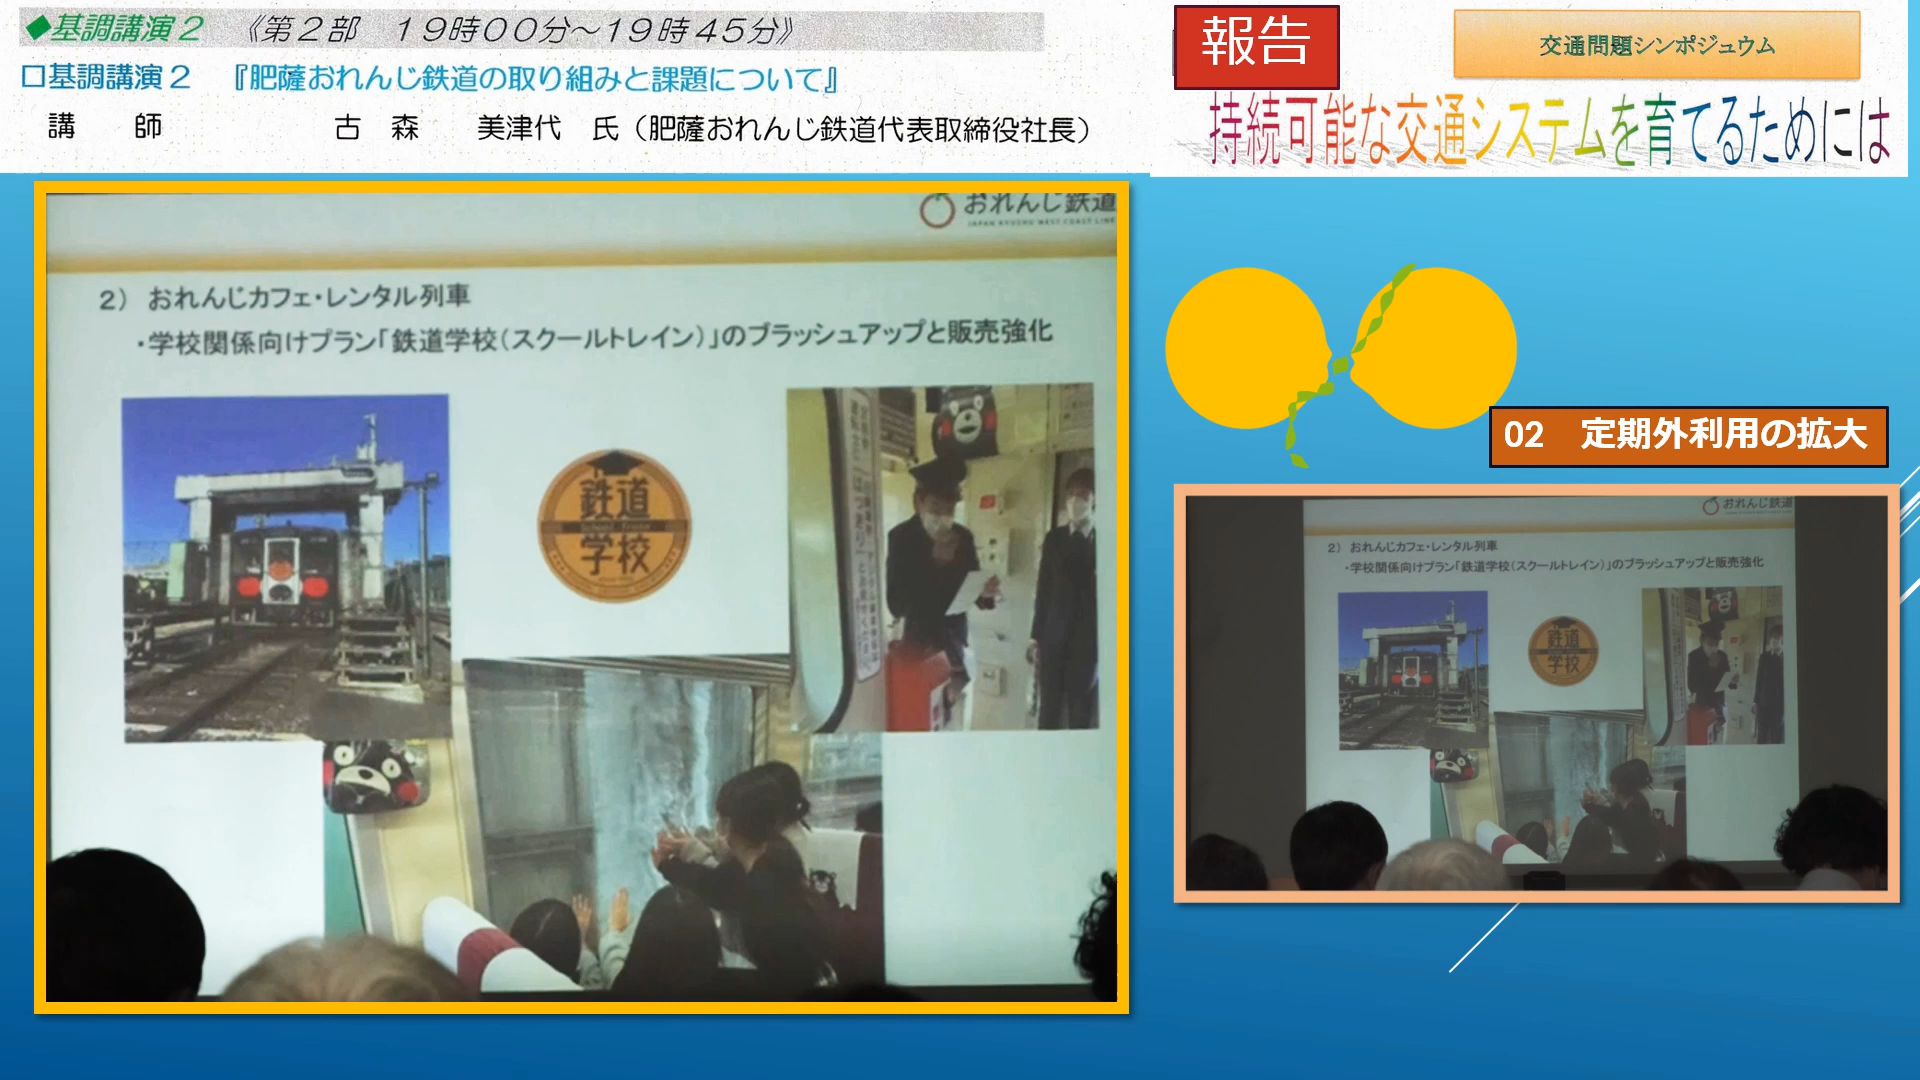 ◆基調講演２　《第２部　１９時００分～１９時４５分》
□基調講演２　『肥薩おれんじ鉄道の取り組みと課題について』
講　師　古　森　美津代　氏（肥薩おれんじ鉄道代表取締役社長）
報告
交通問題シンポジュウム
持続可能な交通システムを育てるためには
おれんじ鉄道
JAPAN KYUSHU WEST COAST LINE
２）　おれんじカフェ・レンタル列車
・学校関係向けプラン「鉄道学校（スクールトレイン）」のブラッシュアップと販売強化
鉄道
School Train
学校
02　定期外利用の拡大
おれんじ鉄道
２）　おれんじカフェ・レンタル列車
・学校関係向けプラン「鉄道学校（スクールトレイン）」のブラッシュアップと販売強化
鉄道
学校